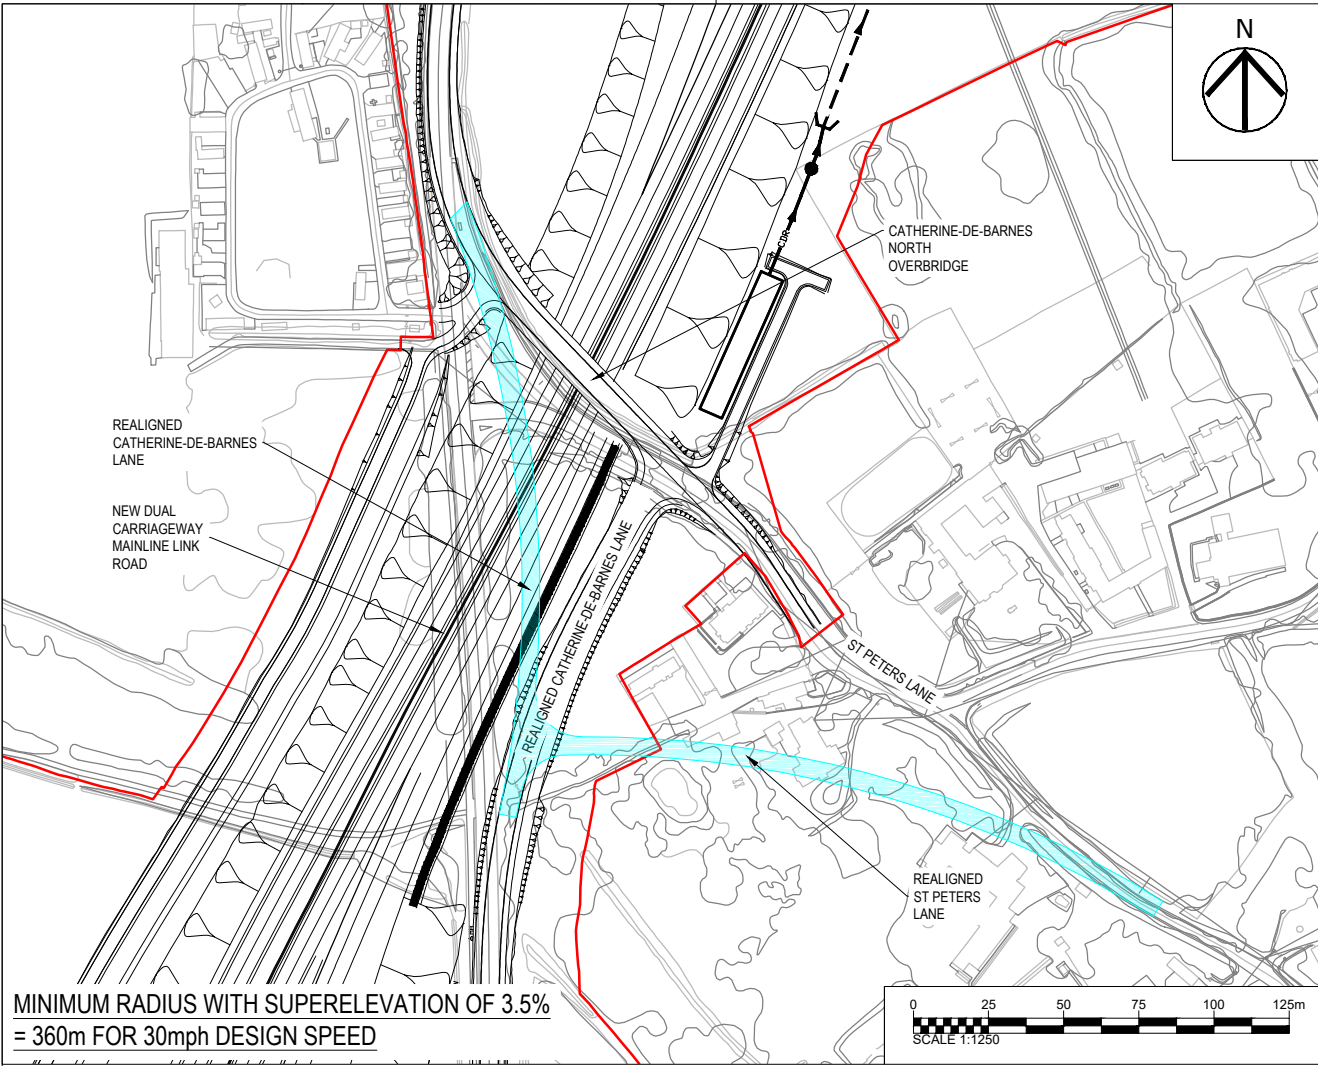 N
CATHERINE-DE-BARNES
NORTH
OVERBRIDGE
CDR
REALIGNED
CATHERINE-DE-BARNES
LANE
NEW DUAL
CARRIAGEWAY
MAINLINE LINK
ROAD
REALIGNED CATHERINE-DE-BARNES LANE
ST PETERS LANE
REALIGNED
ST PETERS
LANE
MINIMUM RADIUS WITH SUPERELEVATION OF 3.5%
= 360m FOR 30mph DESIGN SPEED
0 25 50 75 100 125m
SCALE 1:1250